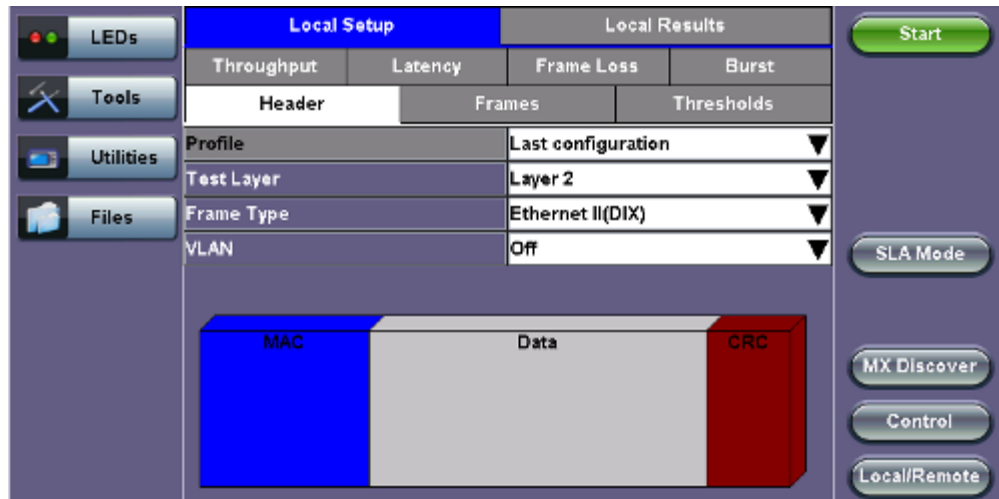 LEDs
Tools
Utilities
Files
Local Setup
Local Results
Throughput
Latency
Frame Loss
Burst
Header
Frames
Thresholds
Profile
Last configuration
Test Layer
Layer 2
Frame Type
Ethernet II(DIX)
VLAN
Off
MAC
Data
CRC
Start
SLA Mode
MX Discover
Control
Local/Remote